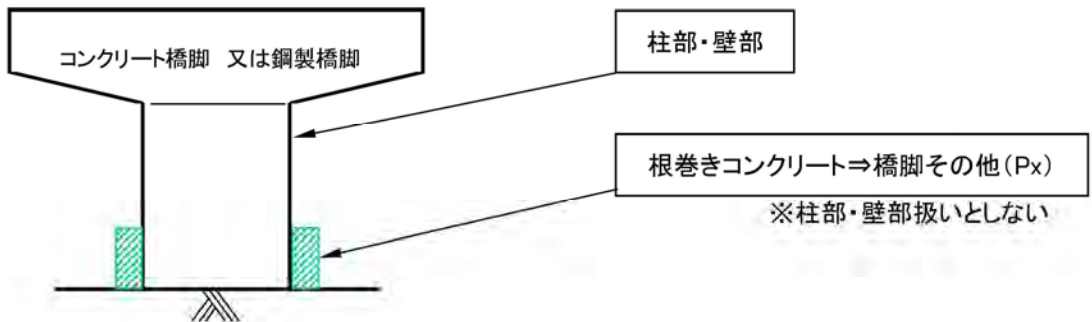 コンクリート橋脚　又は鋼製橋脚
柱部・壁部
根巻きコンクリート⇒橋脚その他（Px）
※柱部・壁部扱いとしない